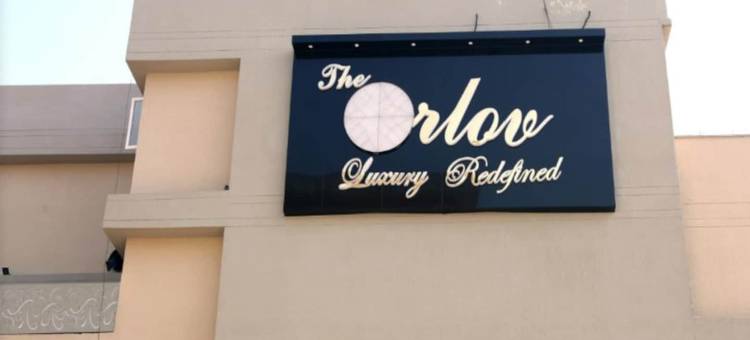 The Orlov
Luxury Redefined